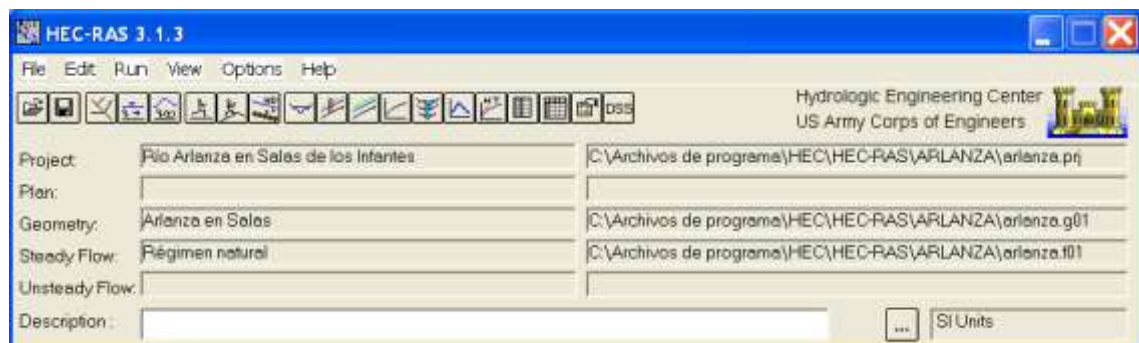 HEC-RAS 3.1.3
File Edit Run View Options Help
DSS
Hydrologic Engineering Center
US Army Corps of Engineers
Project: Rio Arlanza en Salas de los Infantes C:\Archivos de programa\HEC\HEC-RAS\ARLANZA\arlanza.prj
Plan:
Geometry: Arlanza en Salas C:\Archivos de programa\HEC\HEC-RAS\ARLANZA\arlanza.g01
Steady Flow: Régimen natural C:\Archivos de programa\HEC\HEC-RAS\ARLANZA\arlanza.f01
Unsteady Flow:
Description : ... SI Units